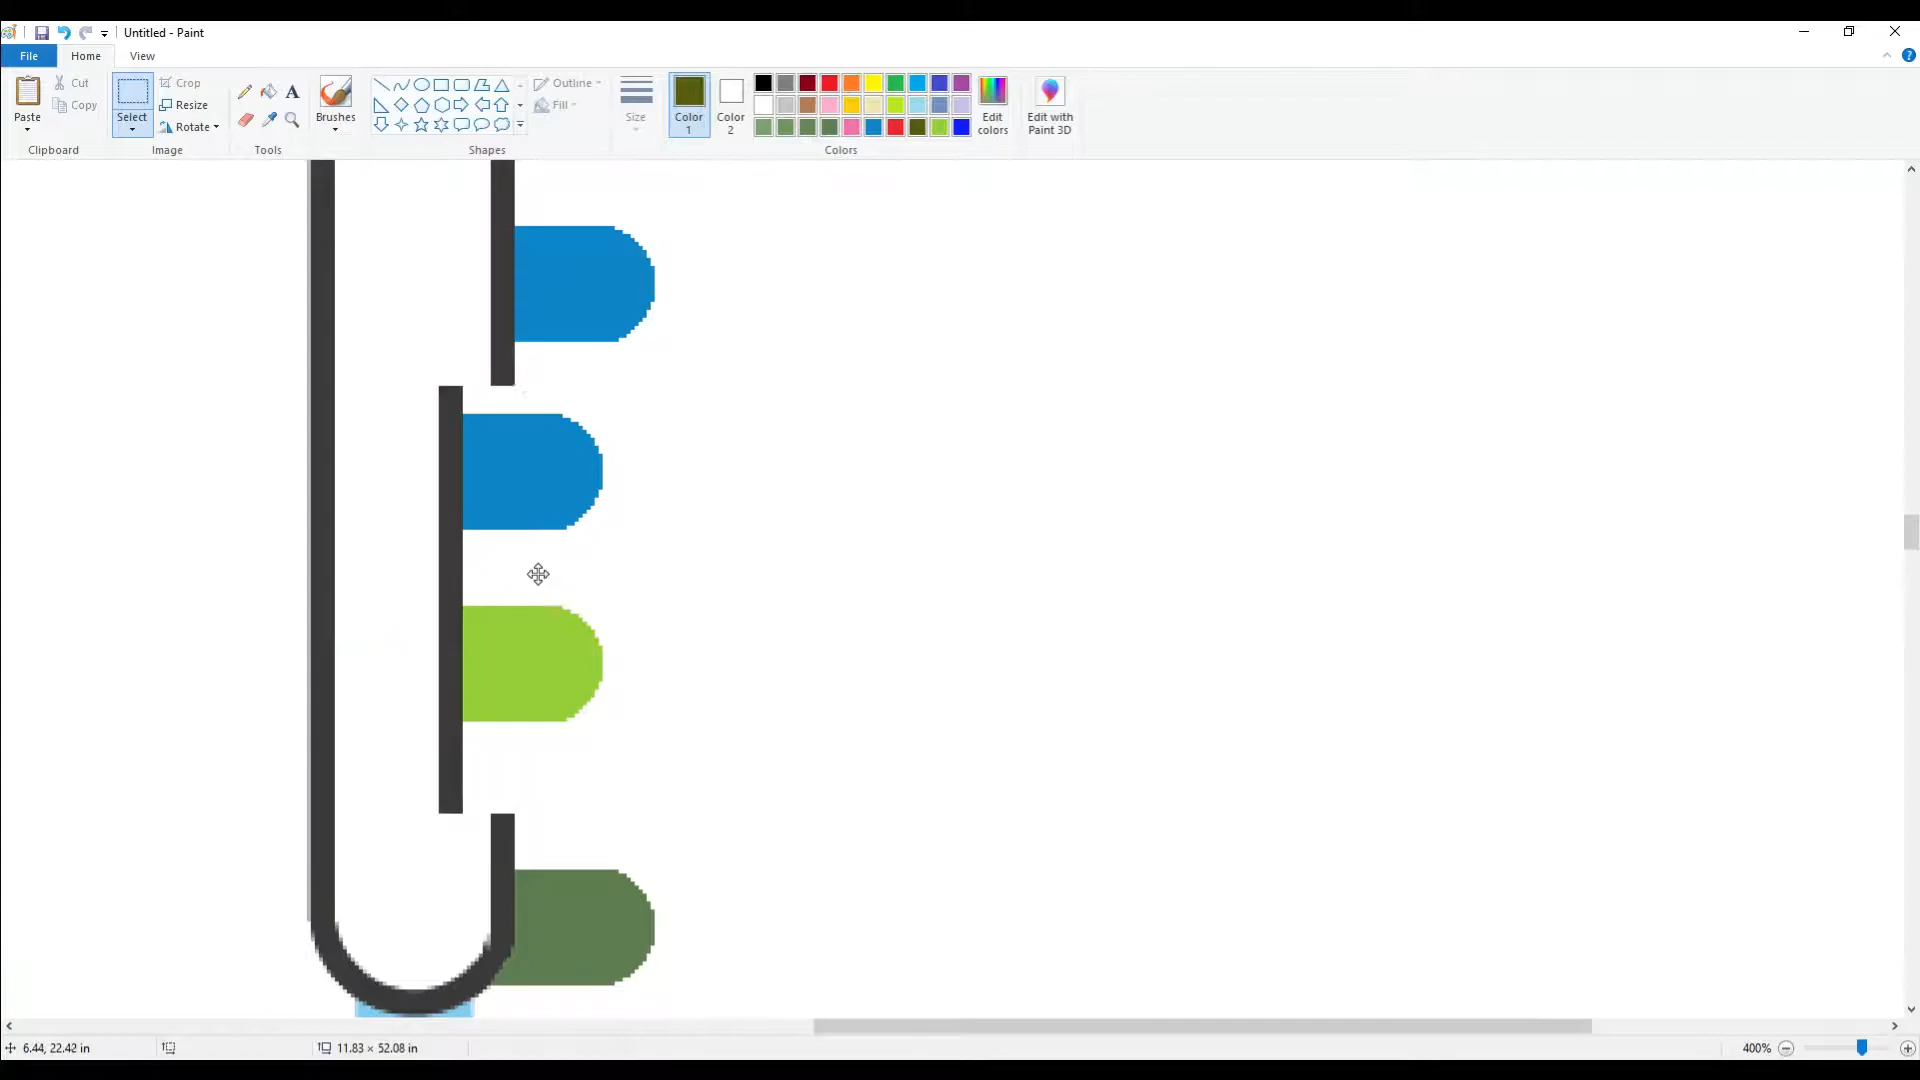 Untitled - Paint
File Home View
Paste
Cut
Copy
Clipboard
Select
Crop
Resize
Rotate
Image
A
Tools
Brushes
Shapes
Outline
Fill
Size
Color 1
Color 2
Edit colors
Colors
Edit with Paint 3D
6.44, 22.42 in
11.83 × 52.08 in
400%